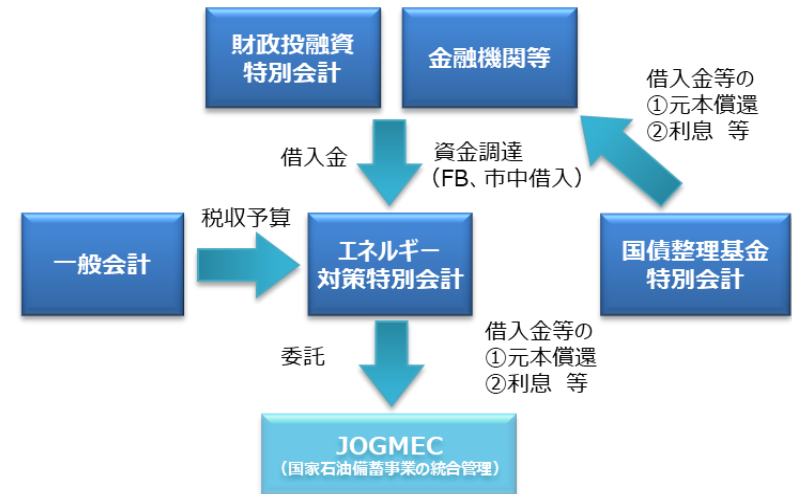 財政投融資
特別会計
金融機関等
借入金等の
①元本償還
②利息 等
借入金
資金調達
（FB、市中借入）
税収予算
一般会計
エネルギー
対策特別会計
国債整理基金
特別会計
委託
借入金等の
①元本償還
②利息 等
JOGMEC
（国家石油備蓄事業の統合管理）